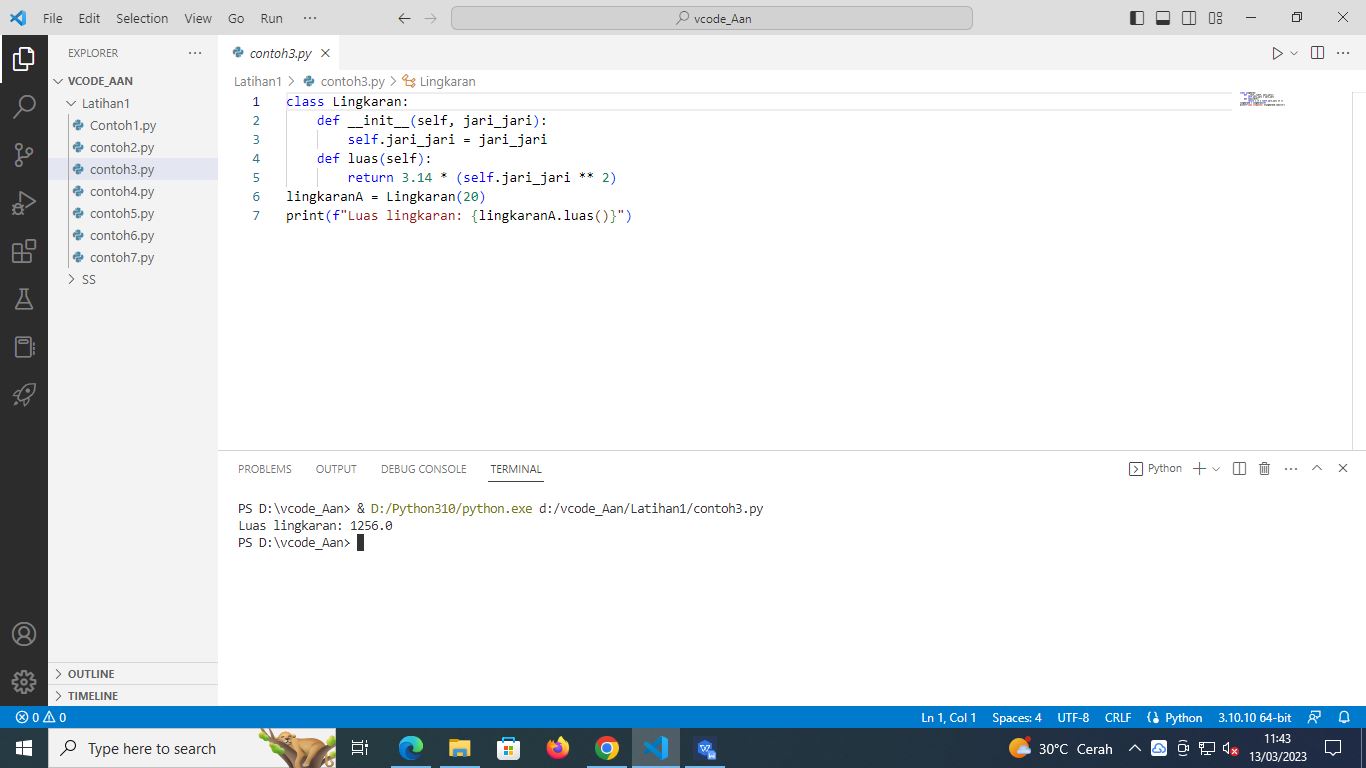 File Edit Selection View Go Run ···
vcode_Aan
EXPLORER
VCODE_AAN
Latihan1
Contoh1.py
contoh2.py
contoh3.py
contoh4.py
contoh5.py
contoh6.py
contoh7.py
SS
OUTLINE
TIMELINE
contoh3.py
Latihan1 > contoh3.py > Lingkaran
1 class Lingkaran:
2     def __init__(self, jari_jari):
3         self.jari_jari = jari_jari
4     def luas(self):
5         return 3.14 * (self.jari_jari ** 2)
6 lingkaranA = Lingkaran(20)
7 print(f"Luas lingkaran: {lingkaranA.luas()}")
PROBLEMS OUTPUT DEBUG CONSOLE TERMINAL
Python
PS D:\vcode_Aan> & D:/Python310/python.exe d:/vcode_Aan/Latihan1/contoh3.py
Luas lingkaran: 1256.0
PS D:\vcode_Aan>
0 0
Ln 1, Col 1 Spaces: 4 UTF-8 CRLF Python 3.10.10 64-bit
Type here to search
30°C Cerah
11:43
13/03/2023